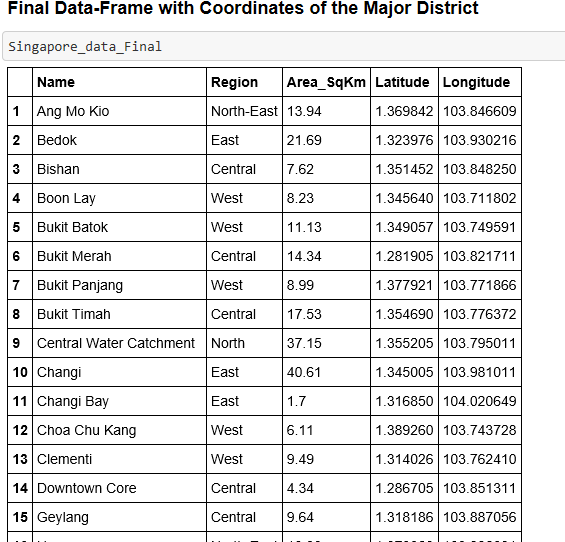 Final Data-Frame with Coordinates of the Major District
Singapore_data_Final
Name Region Area_SqKm Latitude Longitude
1 Ang Mo Kio North-East 13.94 1.369842 103.846609
2 Bedok East 21.69 1.323976 103.930216
3 Bishan Central 7.62 1.351452 103.848250
4 Boon Lay West 8.23 1.345640 103.711802
5 Bukit Batok West 11.13 1.349057 103.749591
6 Bukit Merah Central 14.34 1.281905 103.821711
7 Bukit Panjang West 8.99 1.377921 103.771866
8 Bukit Timah Central 17.53 1.354690 103.776372
9 Central Water Catchment North 37.15 1.355205 103.795011
10 Changi East 40.61 1.345005 103.981011
11 Changi Bay East 1.7 1.316850 104.020649
12 Choa Chu Kang West 6.11 1.389260 103.743728
13 Clementi West 9.49 1.314026 103.762410
14 Downtown Core Central 4.34 1.286705 103.851311
15 Geylang Central 9.64 1.318186 103.887056